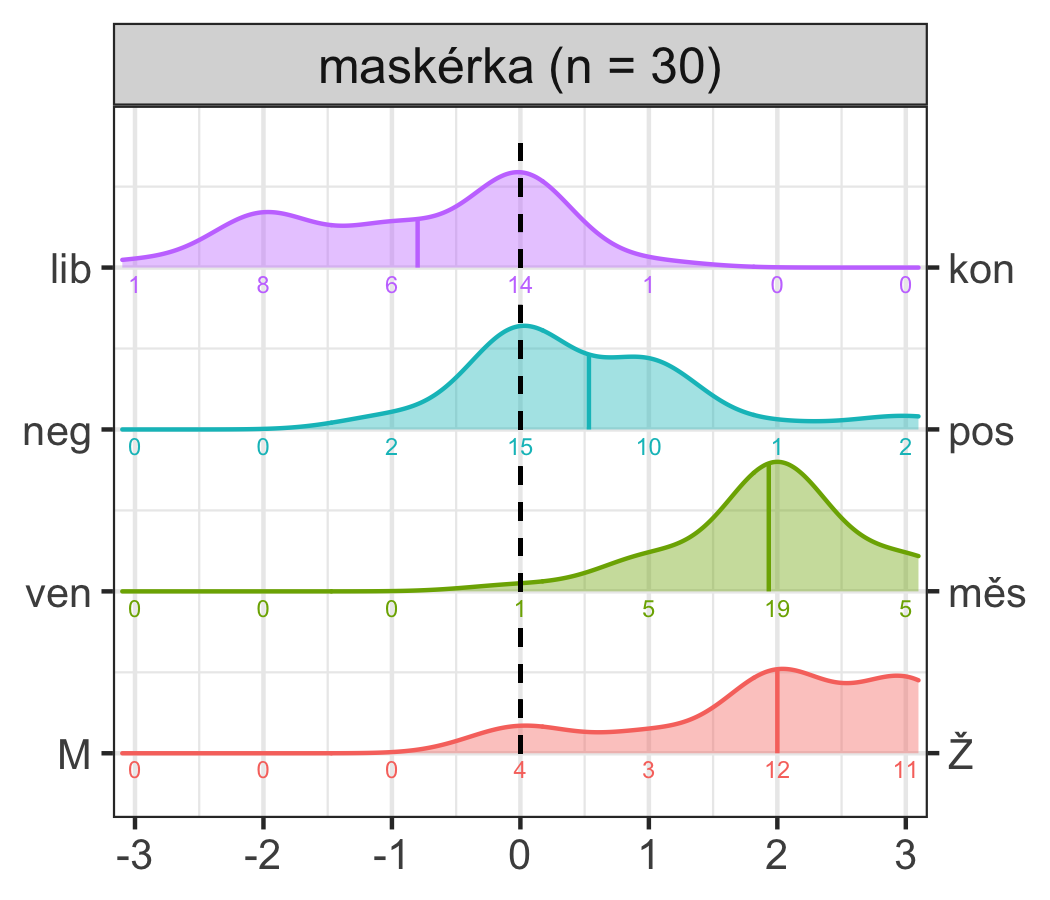 maskérka (n = 30)
lib kon
1 8 6 14 1 0 0
neg pos
0 0 2 15 10 1 2
ven měs
0 0 0 1 5 19 5
M Ž
0 0 0 4 3 12 11
-3 -2 -1 0 1 2 3